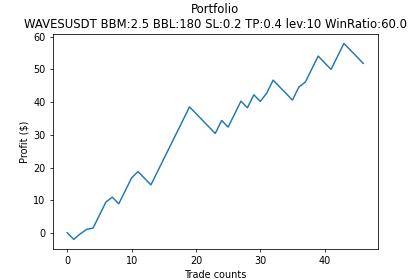 Portfolio
WAVESUSDT BBM:2.5 BBL:180 SL:0.2 TP:0.4 lev:10 WinRatio:60.0
60
50
40
30
20
10
0
Profit ($)
0 10 20 30 40
Trade counts